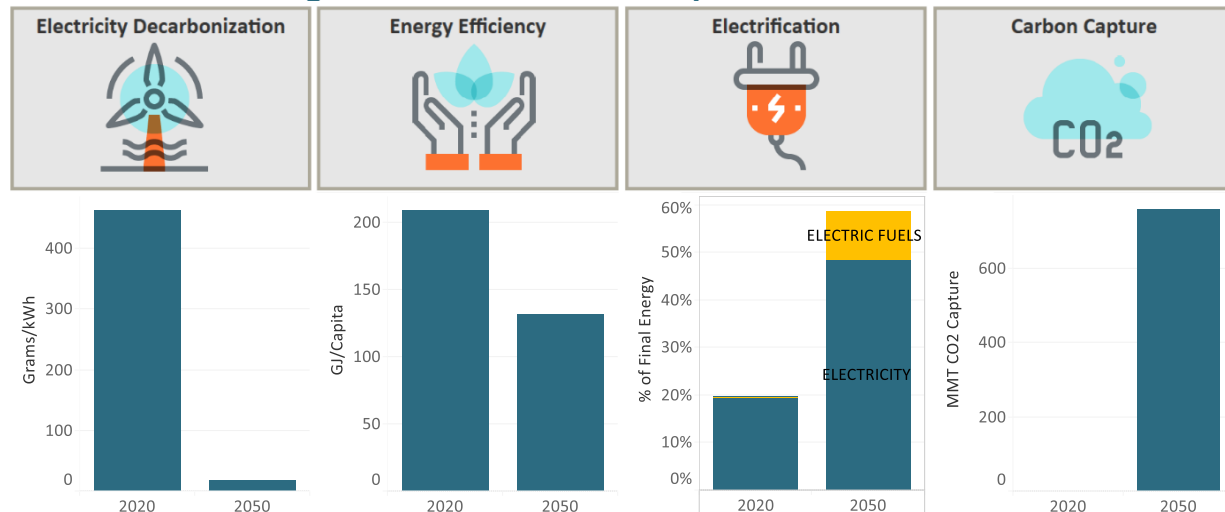 Electricity Decarbonization
Energy Efficiency
Electrification
Carbon Capture
CO2
Grams/kWh
400
300
200
100
0
2020
2050
GJ/Capita
200
150
100
50
0
2020
2050
% of Final Energy
60%
50%
40%
30%
20%
10%
0%
ELECTRIC FUELS
ELECTRICITY
2020
2050
MMT CO2 Capture
600
400
200
0
2020
2050